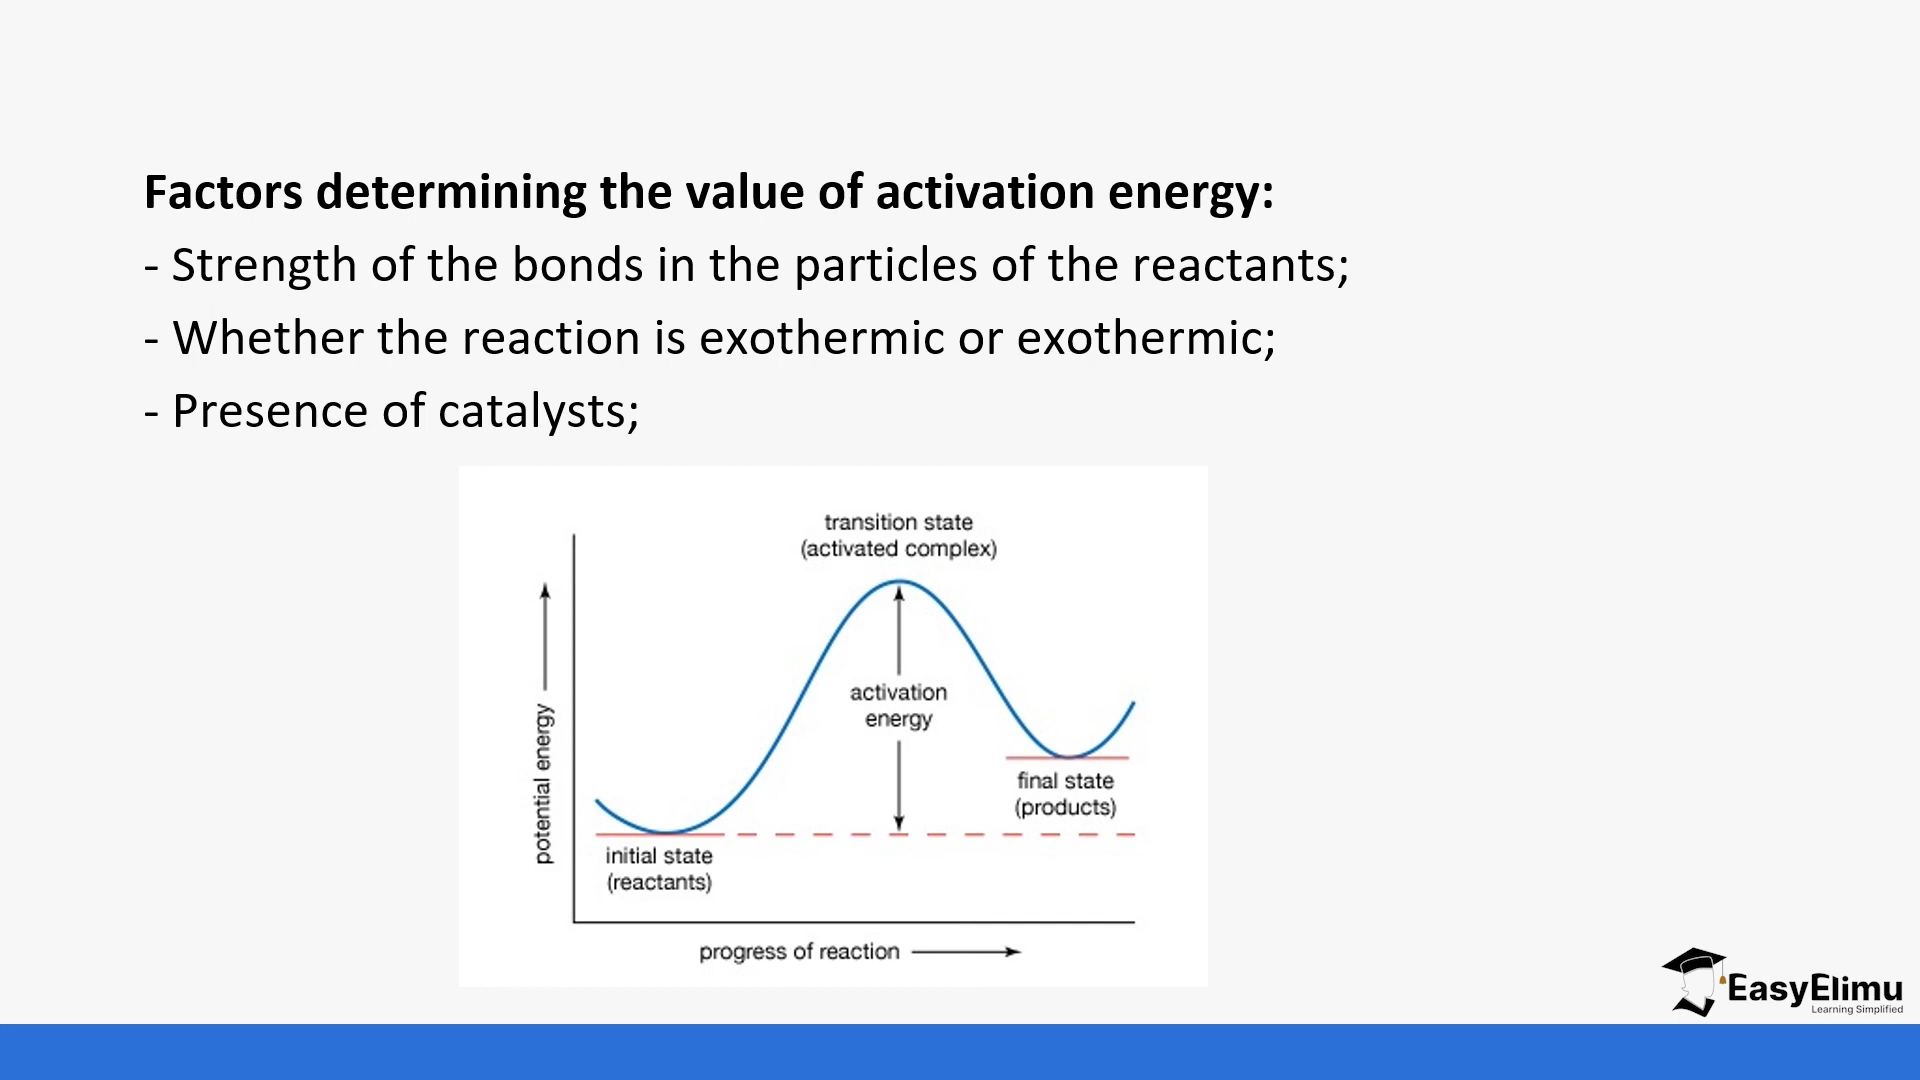 Factors determining the value of activation energy:
- Strength of the bonds in the particles of the reactants;
- Whether the reaction is exothermic or exothermic;
- Presence of catalysts;
transition state
(activated complex)
activation
energy
potential energy
final state
(products)
initial state
(reactants)
progress of reaction
EasyElimu
Learning Simplified